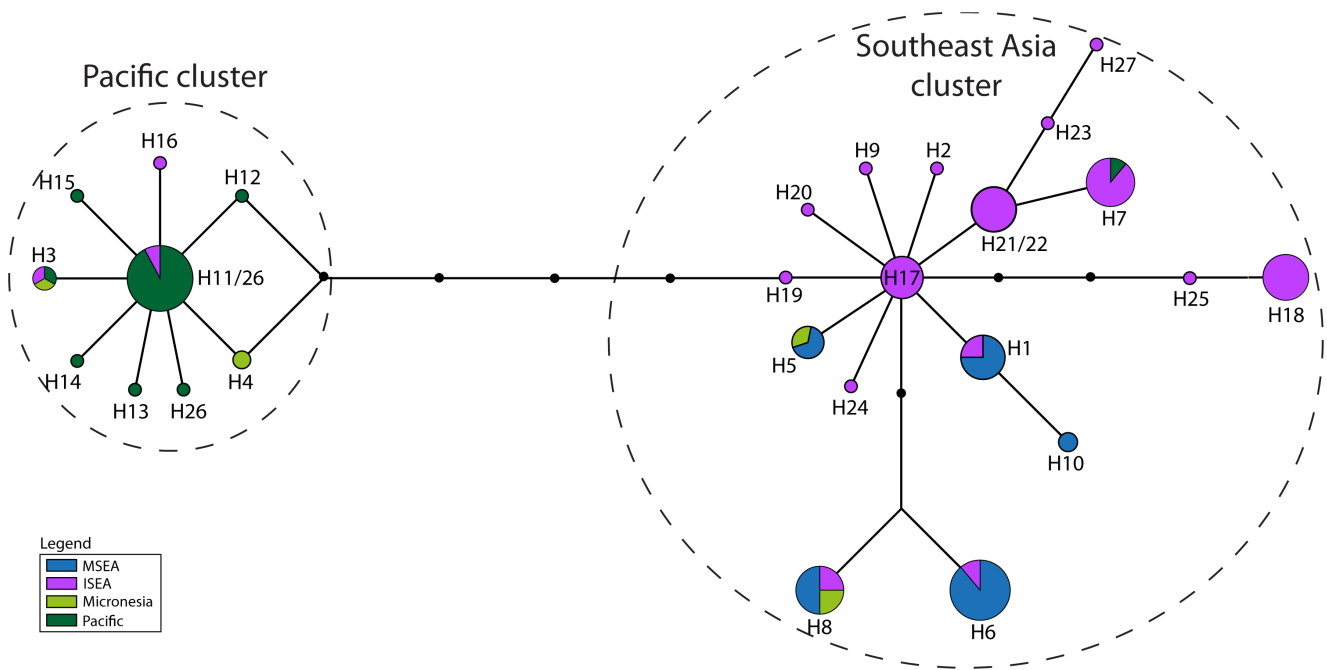 Pacific cluster
Southeast Asia
cluster
H27
H23
H16
H9
H2
H15
H12
H20
H7
H21/22
H3
H11/26
H17
H19
H25
H18
H5
H1
H14
H4
H24
H13
H26
H10
H8
H6
Legend
MSEA
ISEA
Micronesia
Pacific